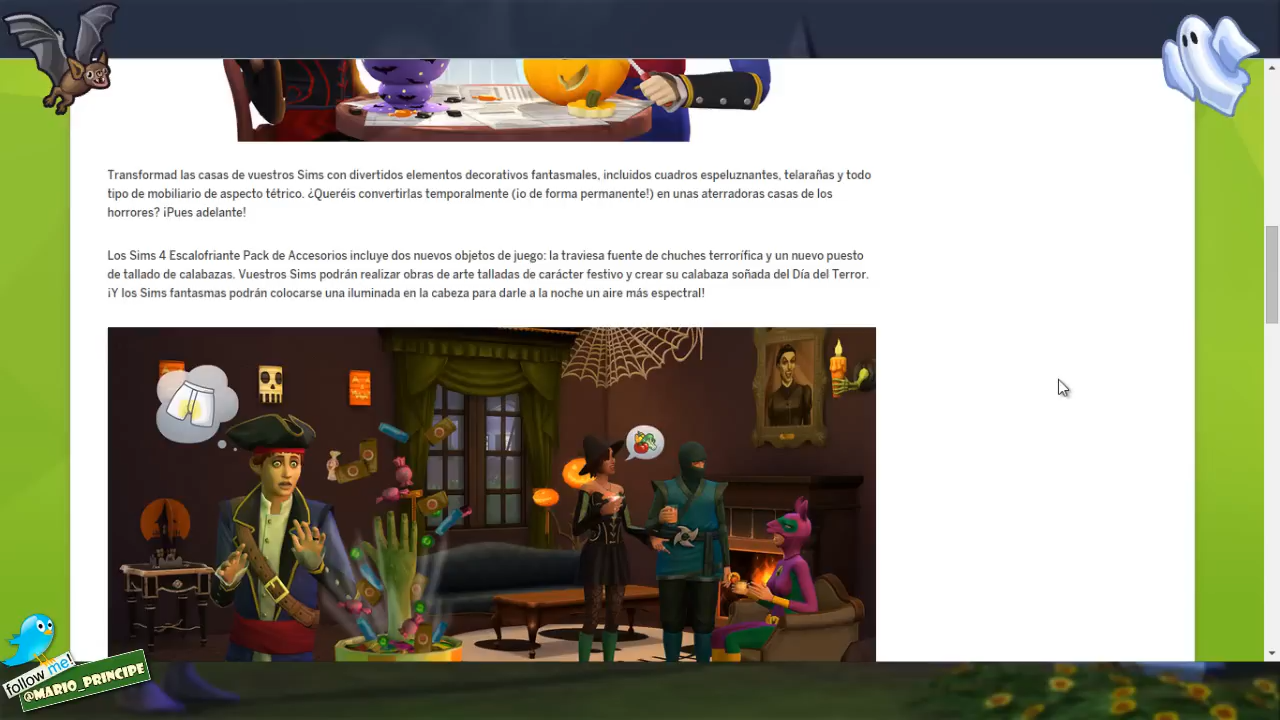 Transformad las casas de vuestros Sims con divertidos elementos decorativos fantasmales, incluidos cuadros espeluznantes, telarañas y todo
tipo de mobiliario de aspecto tétrico. ¿Queréis convertirlas temporalmente (¡o de forma permanente!) en unas aterradoras casas de los
horrores? ¡Pues adelante!
Los Sims 4 Escalofriante Pack de Accesorios incluye dos nuevos objetos de juego: la traviesa fuente de chuches terrorífica y un nuevo puesto
de tallado de calabazas. Vuestros Sims podrán realizar obras de arte talladas de carácter festivo y crear su calabaza soñada del Día del Terror.
¡Y los Sims fantasmas podrán colocarse una iluminada en la cabeza para darle a la noche un aire más espectral!
follow me!
@MARIO_PRINCIPE